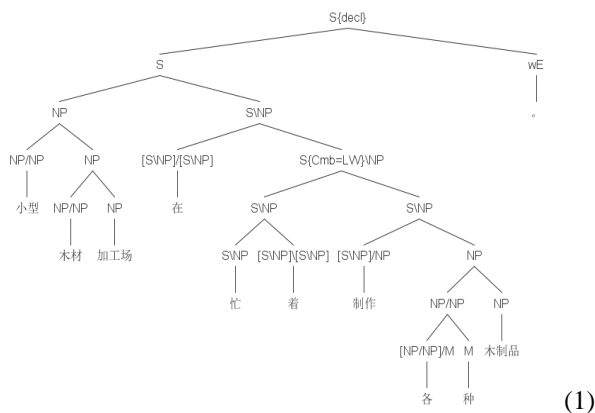 S{decl}
S wE
NP S\NP 。
NP/NP NP [S\NP]/[S\NP] S{Cmb=LW}\NP
小型 NP/NP NP 在 S\NP S\NP
木材 加工场 S\NP [S\NP]\[S\NP] [S\NP]/NP NP
忙 着 制作 NP/NP NP
[NP/NP]/M M 木制品
各 种 (1)